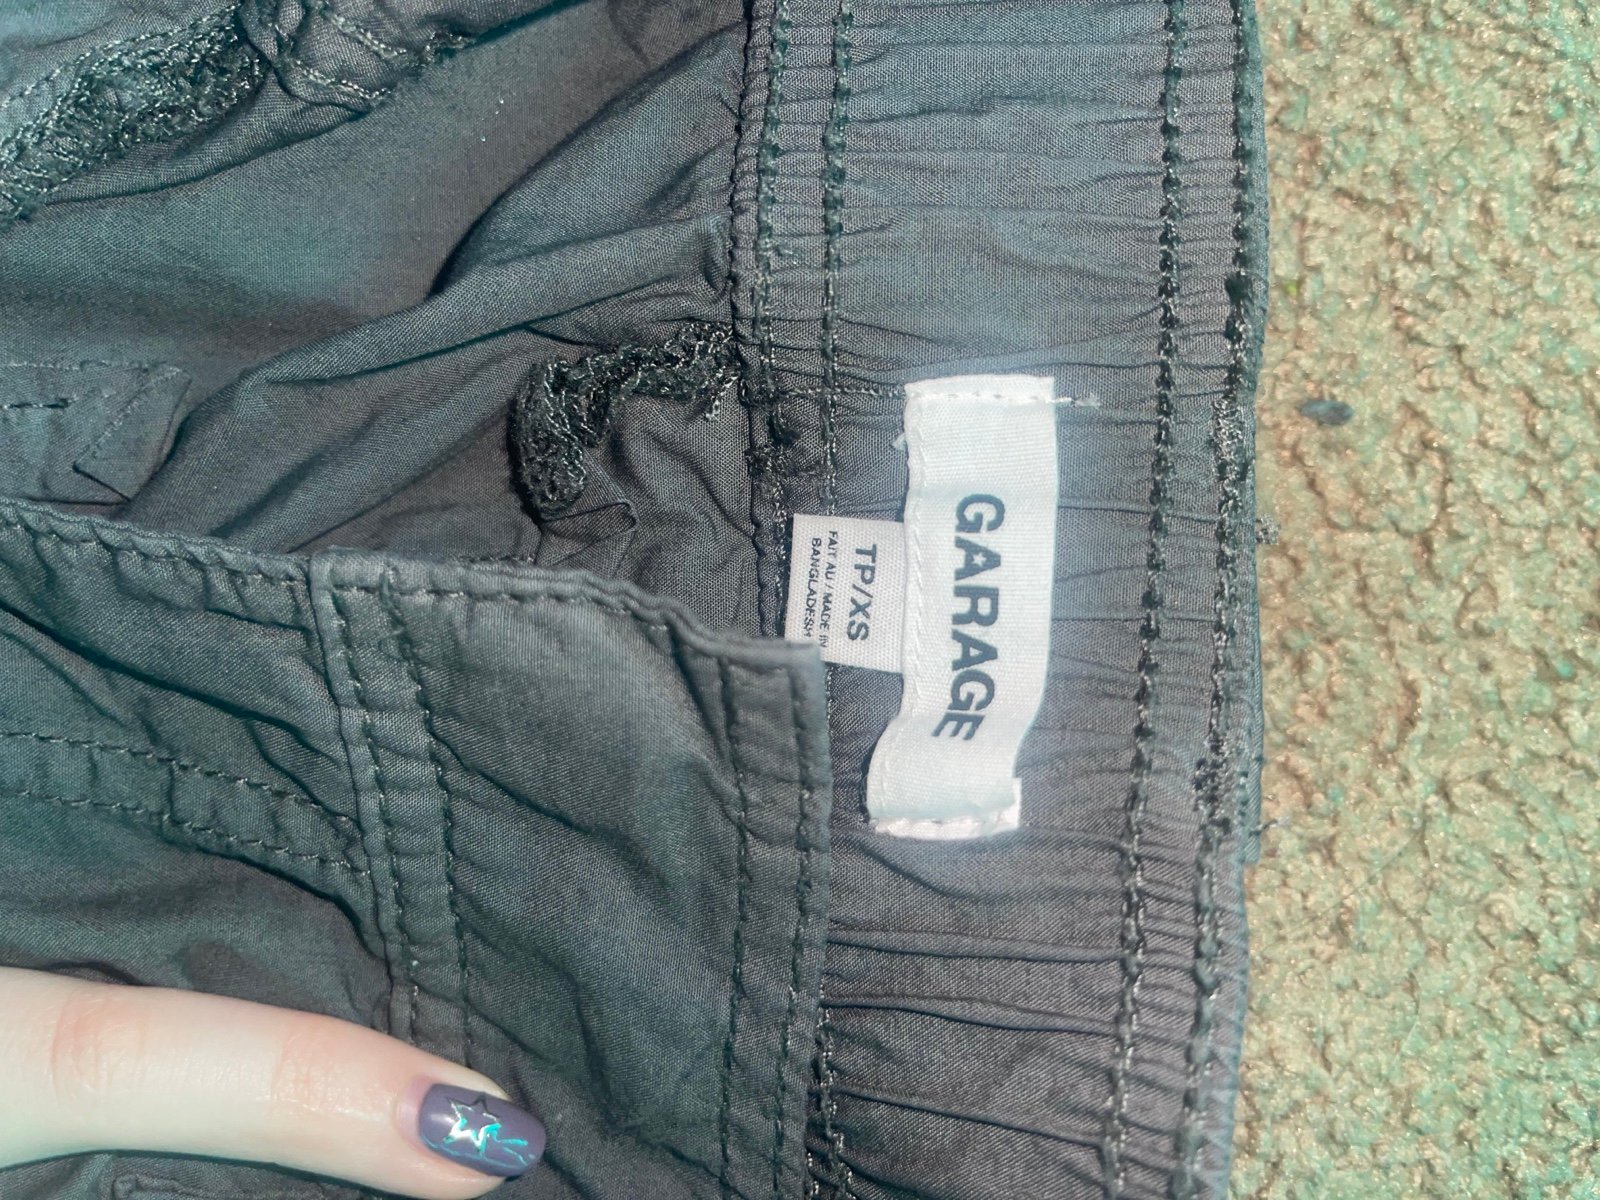 GARAGE
TP/XS
FAIT AU / MADE IN
BANGLADESH